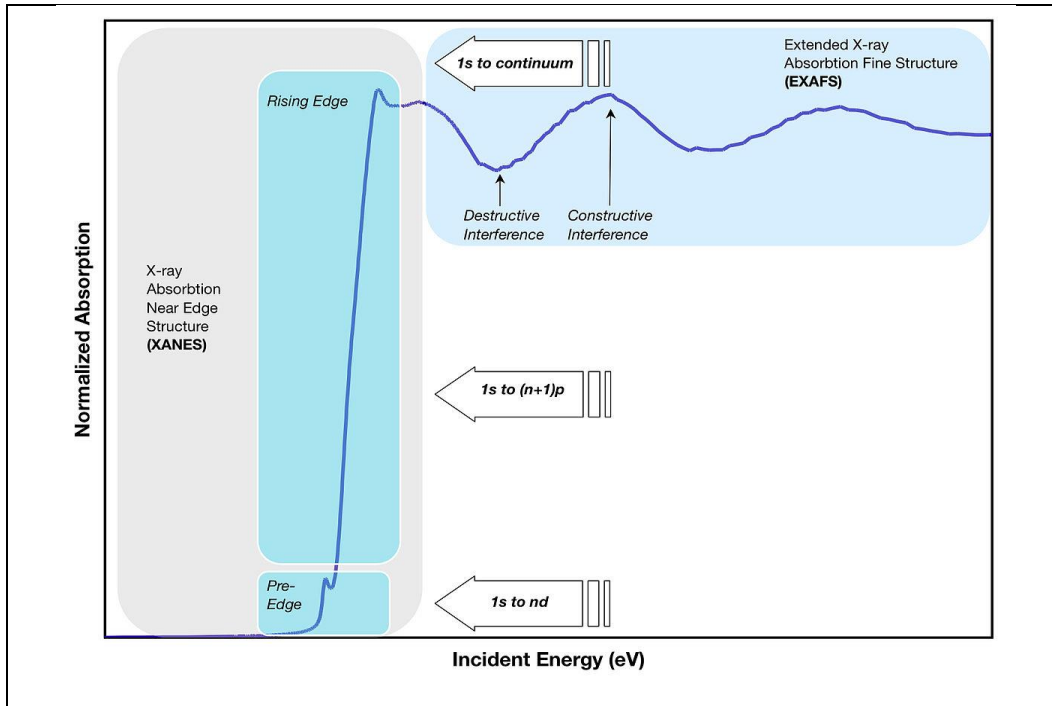 1s to continuum
Extended X-ray
Absorbtion Fine Structure
(EXAFS)
Rising Edge
Destructive
Interference
Constructive
Interference
X-ray
Absorbtion
Near Edge
Structure
(XANES)
1s to (n+1)p
Pre-
Edge
1s to nd
Normalized Absorption
Incident Energy (eV)